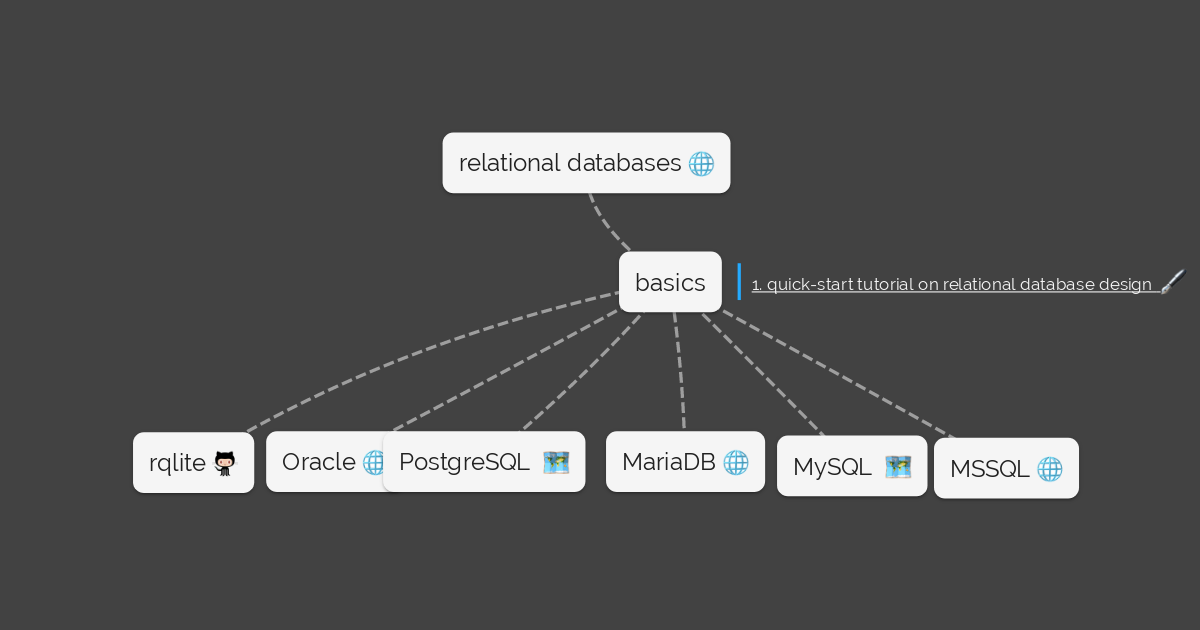 relational databases
basics
1. quick-start tutorial on relational database design
rqlite
Oracle
PostgreSQL
MariaDB
MySQL
MSSQL